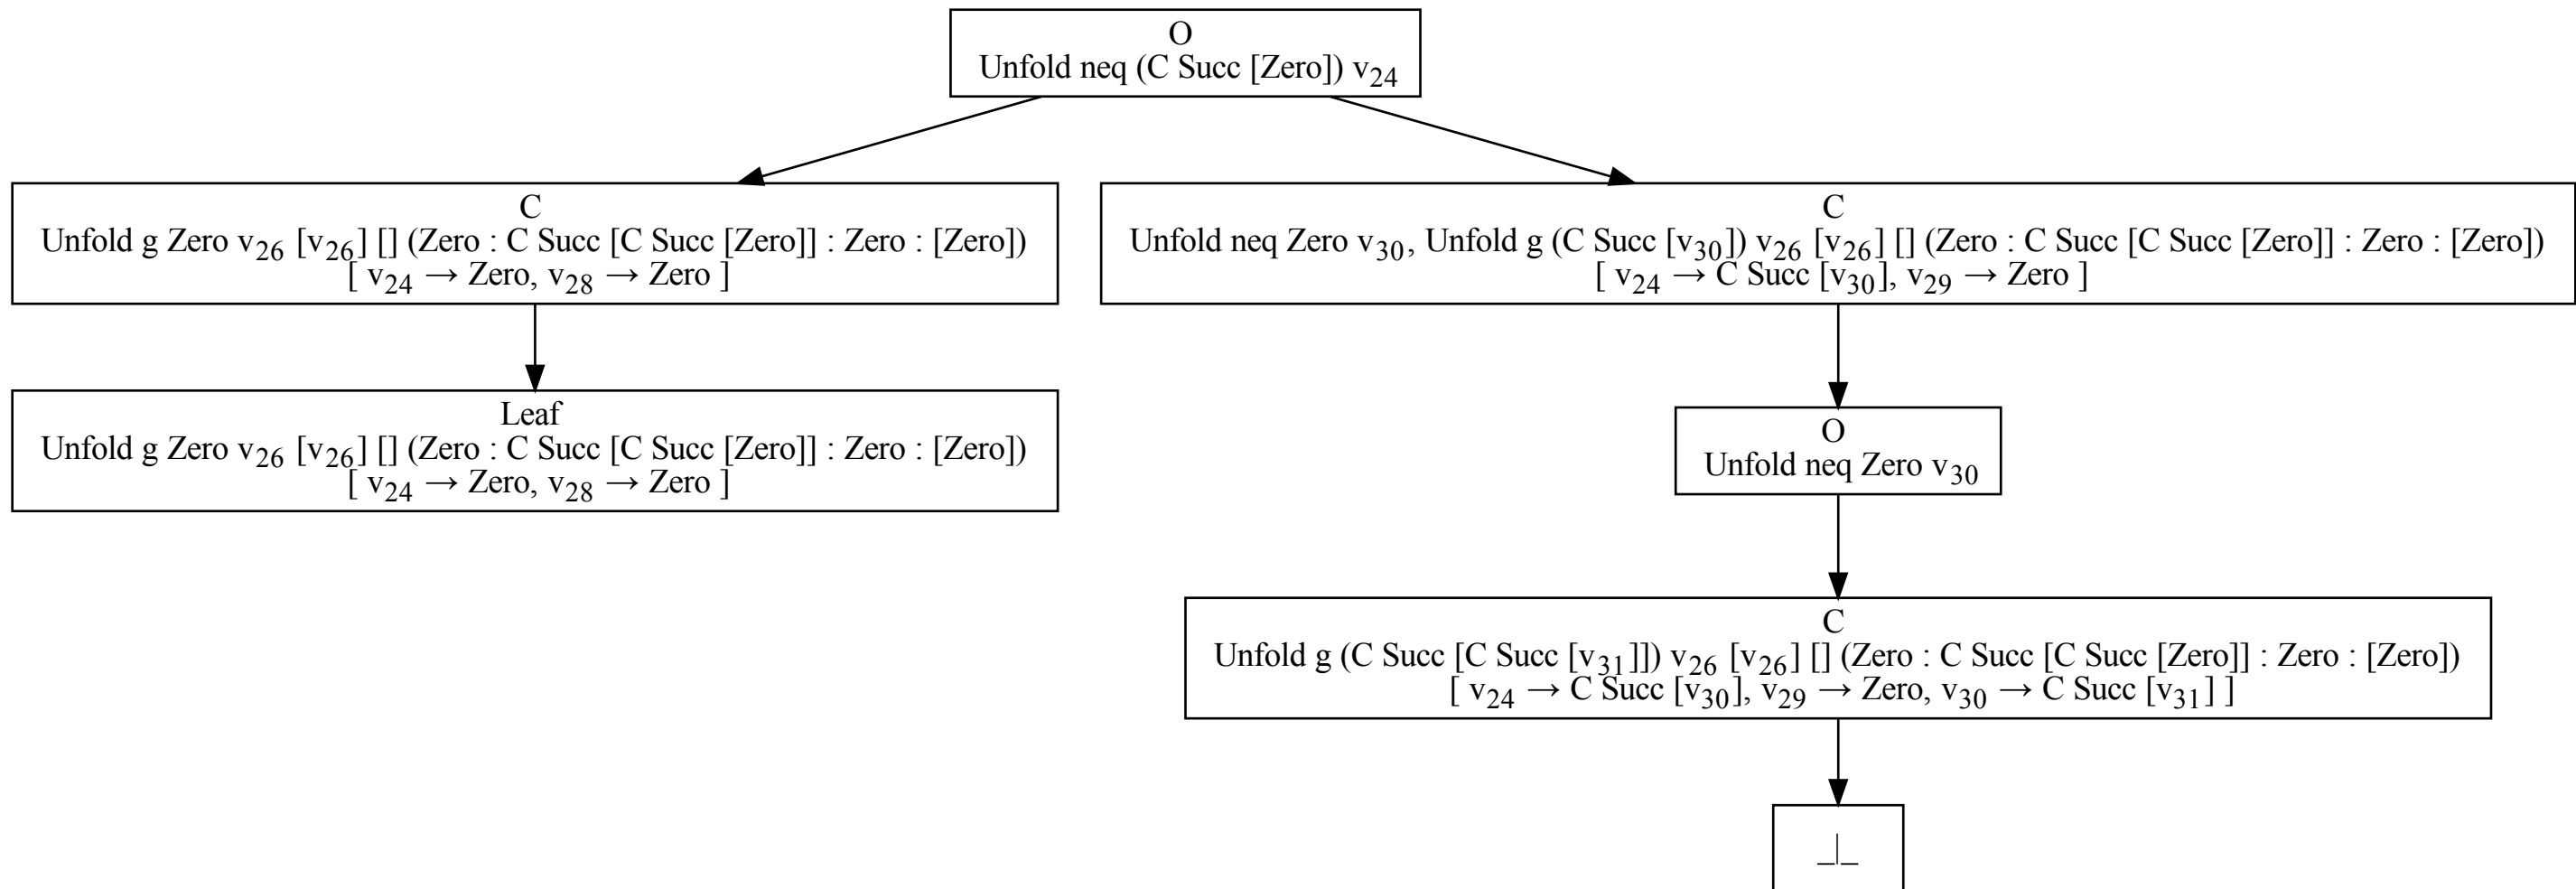 O
Unfold neq (C Succ [Zero]) v₂₄
C
Unfold g Zero v₂₆ [v₂₆] [] (Zero : C Succ [C Succ [Zero]] : Zero : [Zero])
[ v₂₄ → Zero, v₂₈ → Zero ]
C
Unfold neq Zero v₃₀, Unfold g (C Succ [v₃₀]) v₂₆ [v₂₆] [] (Zero : C Succ [C Succ [Zero]] : Zero : [Zero])
[ v₂₄ → C Succ [v₃₀], v₂₉ → Zero ]
Leaf
Unfold g Zero v₂₆ [v₂₆] [] (Zero : C Succ [C Succ [Zero]] : Zero : [Zero])
[ v₂₄ → Zero, v₂₈ → Zero ]
O
Unfold neq Zero v₃₀
C
Unfold g (C Succ [C Succ [v₃₁]]) v₂₆ [v₂₆] [] (Zero : C Succ [C Succ [Zero]] : Zero : [Zero])
[ v₂₄ → C Succ [v₃₀], v₂₉ → Zero, v₃₀ → C Succ [v₃₁] ]
_|_